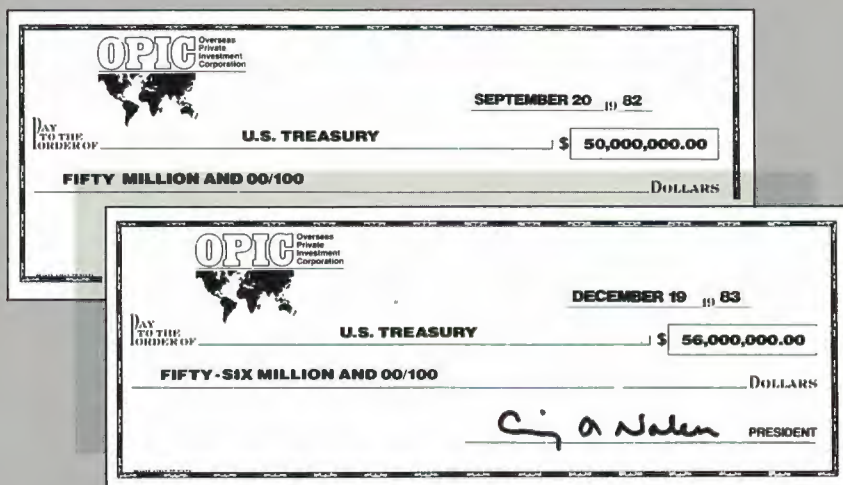 OPIC Overseas
Private
Investment
Corporation
SEPTEMBER 20 19 82
PAY
TO THE
ORDER OF U.S. TREASURY $ 50,000,000.00
FIFTY MILLION AND 00/100 DOLLARS
OPIC Overseas
Private
Investment
Corporation
DECEMBER 19 19 83
PAY
TO THE
ORDER OF U.S. TREASURY $ 56,000,000.00
FIFTY-SIX MILLION AND 00/100 DOLLARS
Craig A Nalen PRESIDENT